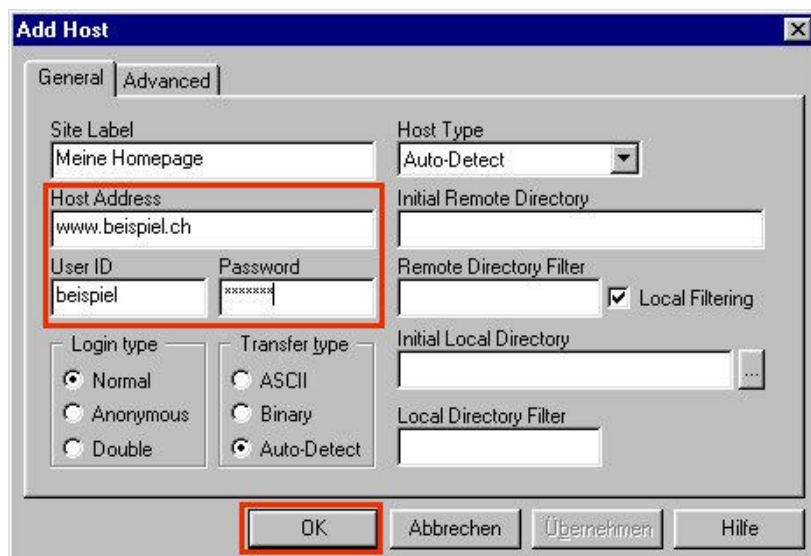 Add Host
General Advanced
Site Label
Meine Homepage
Host Type
Auto-Detect
Host Address
www.beispiel.ch
Initial Remote Directory
User ID
beispiel
Password
*******
Remote Directory Filter
Local Filtering
Login type
Normal
Anonymous
Double
Transfer type
ASCII
Binary
Auto-Detect
Initial Local Directory
...
Local Directory Filter
OK Abbrechen Übernehmen Hilfe